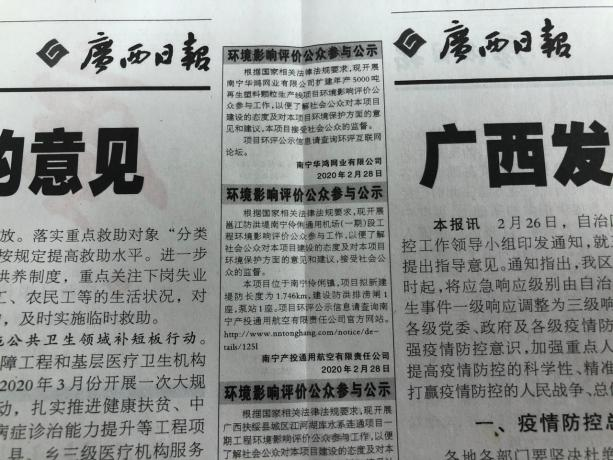 廣西日報
的意见
放。落实重点救助对象“分类
按规定提高救助水平。进一步
供养制度，重点关注下岗失业
工、农民工等的生活状况，对
，及时实施临时救助。
公共卫生领域补短板行动。
障工程和基层医疗卫生机构
2020年3月份开展一次大规
动，扎实推进健康扶贫、中
病症诊治能力提升等工程项
县、乡三级医疗机构服务
环境影响评价公众参与公示
根据国家相关法律法规要求，现开展
南宁华鸿网业有限公司扩建年产5000吨
再生塑料颗粒生产线项目环境影响评价公
众参与工作，以便了解社会公众对本项目
建设的态度及对本项目环境保护方面的意
见和建议，本项目接受社会公众的监督。
项目环评公示信息请查询环评互联网
论坛。
南宁华鸿网业有限公司
2020年2月28日
环境影响评价公众参与公示
根据国家相关法律法规要求，现开展
邕江防洪堤南宁伶俐通用机场(一期)段工
程环境影响评价公众参与工作，以便了解
社会公众对本项目建设的态度及对本项目
环境保护方面的意见和建议，接受社会公
众的监督。
本项目位于南宁伶俐镇，项目拟新建
堤防长度为1.746km，建设防洪排涝闸1
座，泵站1座。项目环评公示信息请查询南
宁产投通用航空有限责任公司官方网站。
http://www.nntonghang.com/notice/de-
tails/1251
南宁产投通用航空有限责任公司
2020年2月28日
环境影响评价公众参与公示
根据国家相关法律法规要求，现开展
广西扶绥县城区江河湖库水系连通项目一
期工程环境影响评价公众参与工作，以便
了解社会公众对本项目建设的态度及对本
廣西日報
广西发
本报讯 2月26日，自治区
控工作领导小组印发通知，就
提出指导意见。通知指出，我区
时起，将应急响应级别由自治
生事件一级响应调整为三级响
各级党委、政府及各级疫情防
强疫情防控意识，加强重点人
提高疫情防控的科学性、精准
打赢疫情防控的人民战争、总
一、疫情防控总
各地各部门要坚决杜绝